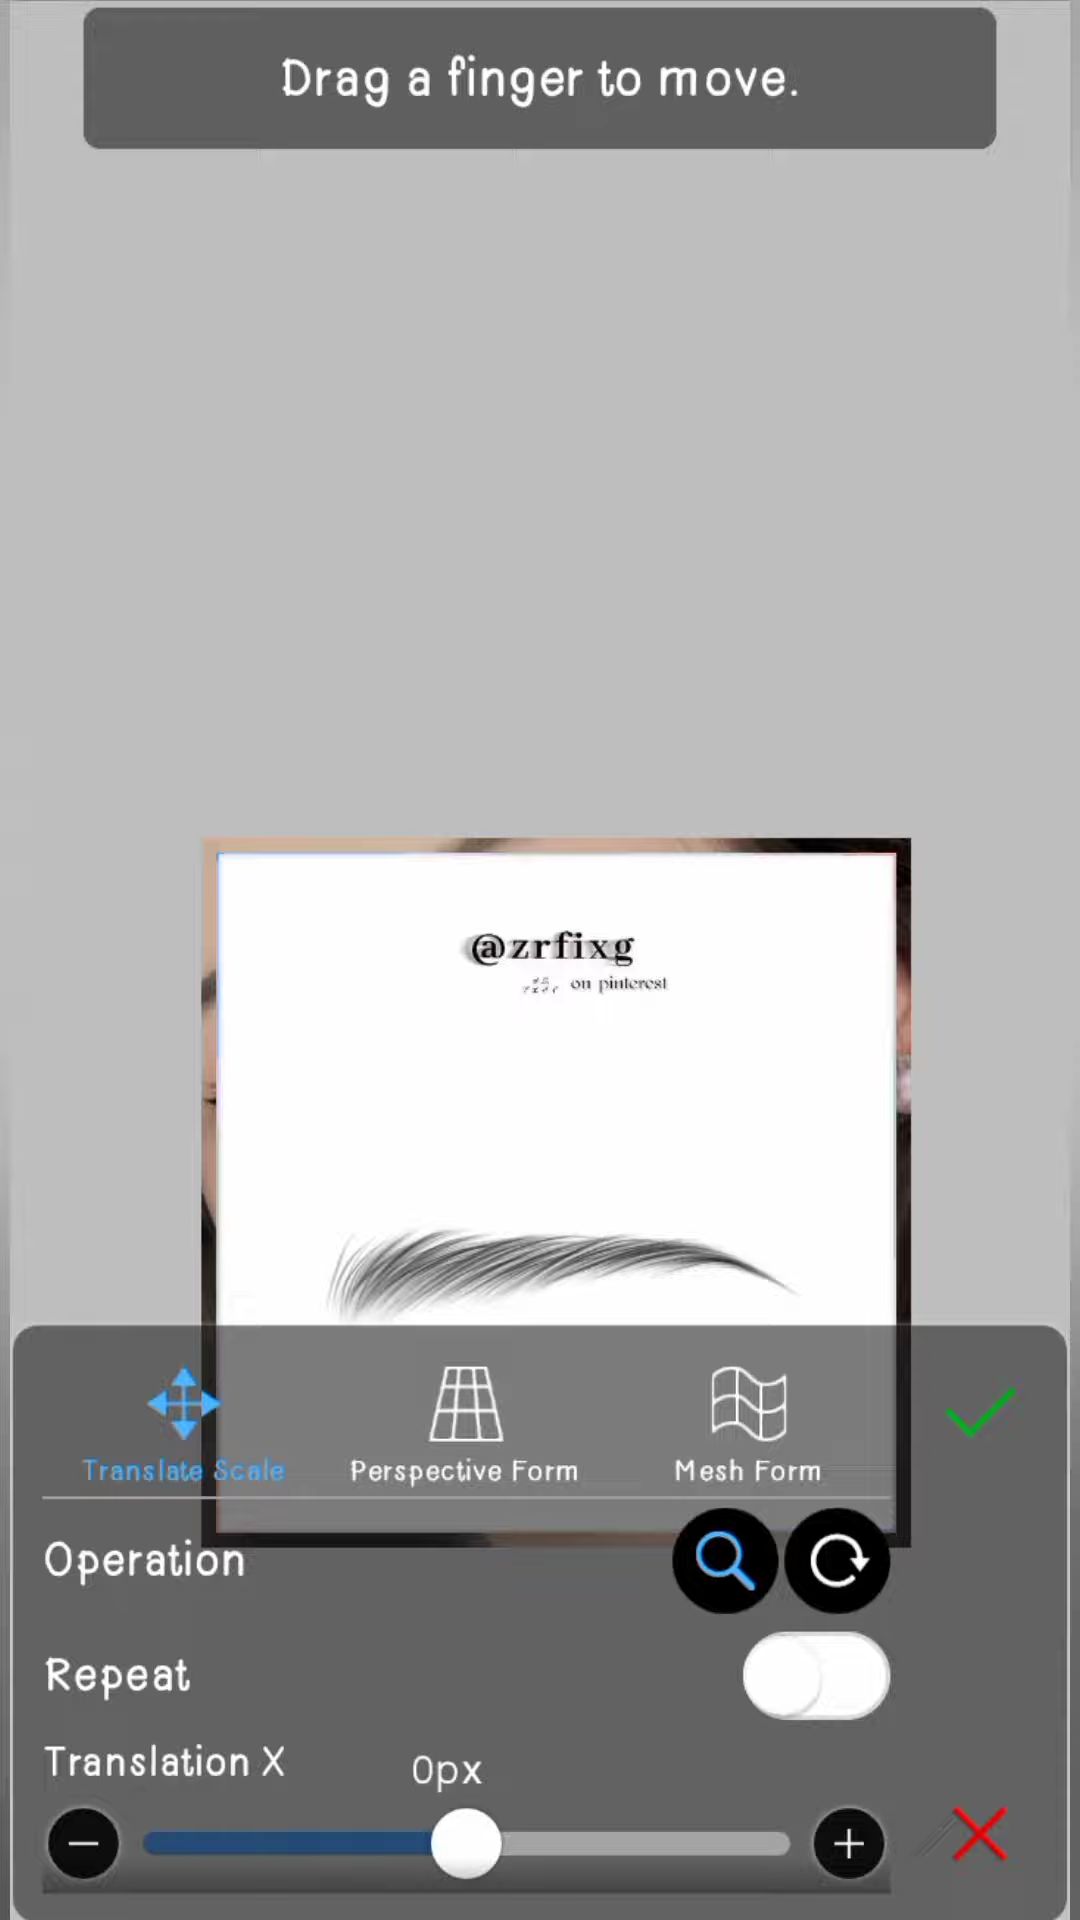 Drag a finger to move.
@zrfixg
on pinterest
Translate Scale
Perspective Form
Mesh Form
Operation
Repeat
Translation X
0px